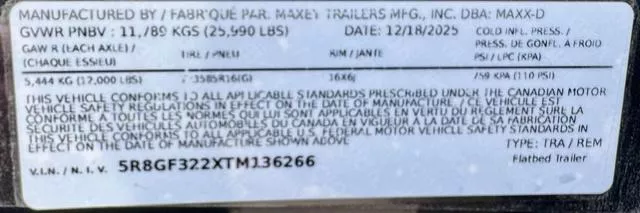 MANUFACTURED BY / FABRIQUE PAR: MAXEY TRAILERS MFG., INC. DBA: MAXX-D
GVWR PNBV : 11,789 KGS (25,990 LBS) DATE: 12/18/2025 COLD INFL. PRESS./
GAWR (EACH AXLE) / TIRE / PNEU RIM / JANTE PRESS. DE GONFL. A FROID
(CHAQUE ESSIEU) PSI / LPC (KPA)
5,444 KG (12,000 LBS) 16x6J 759 KPA (110 PSI)
THIS VEHICLE CONFORMS TO ALL APPLICABLE STANDARDS PRESCRIBED UNDER THE CANADIAN MOTOR
VEHICLE SAFETY REGULATIONS IN EFFECT ON THE DATE OF MANUFACTURE / CE VEHICULE EST
CONFORME A TOUTES LES NORMES QUI LUI SONT APPLICABLES EN VERTU DU REGLEMENT SUR LA
SECURITE DES VEHICULES AUTOMOBILES DU CANADA EN VIGUEUR A LA DATE DE SA FABRICATION
THIS VEHICLE CONFORMS TO ALL APPLICABLE U.S. FEDERAL MOTOR VEHICLE SAFETY STANDARDS IN
EFFECT ON THE DATE OF MANUFACTURE SHOWN ABOVE
TYPE: TRA / REM
V.I.N. / N. I. V. 5R8GF322XTM136266 Flatbed Trailer